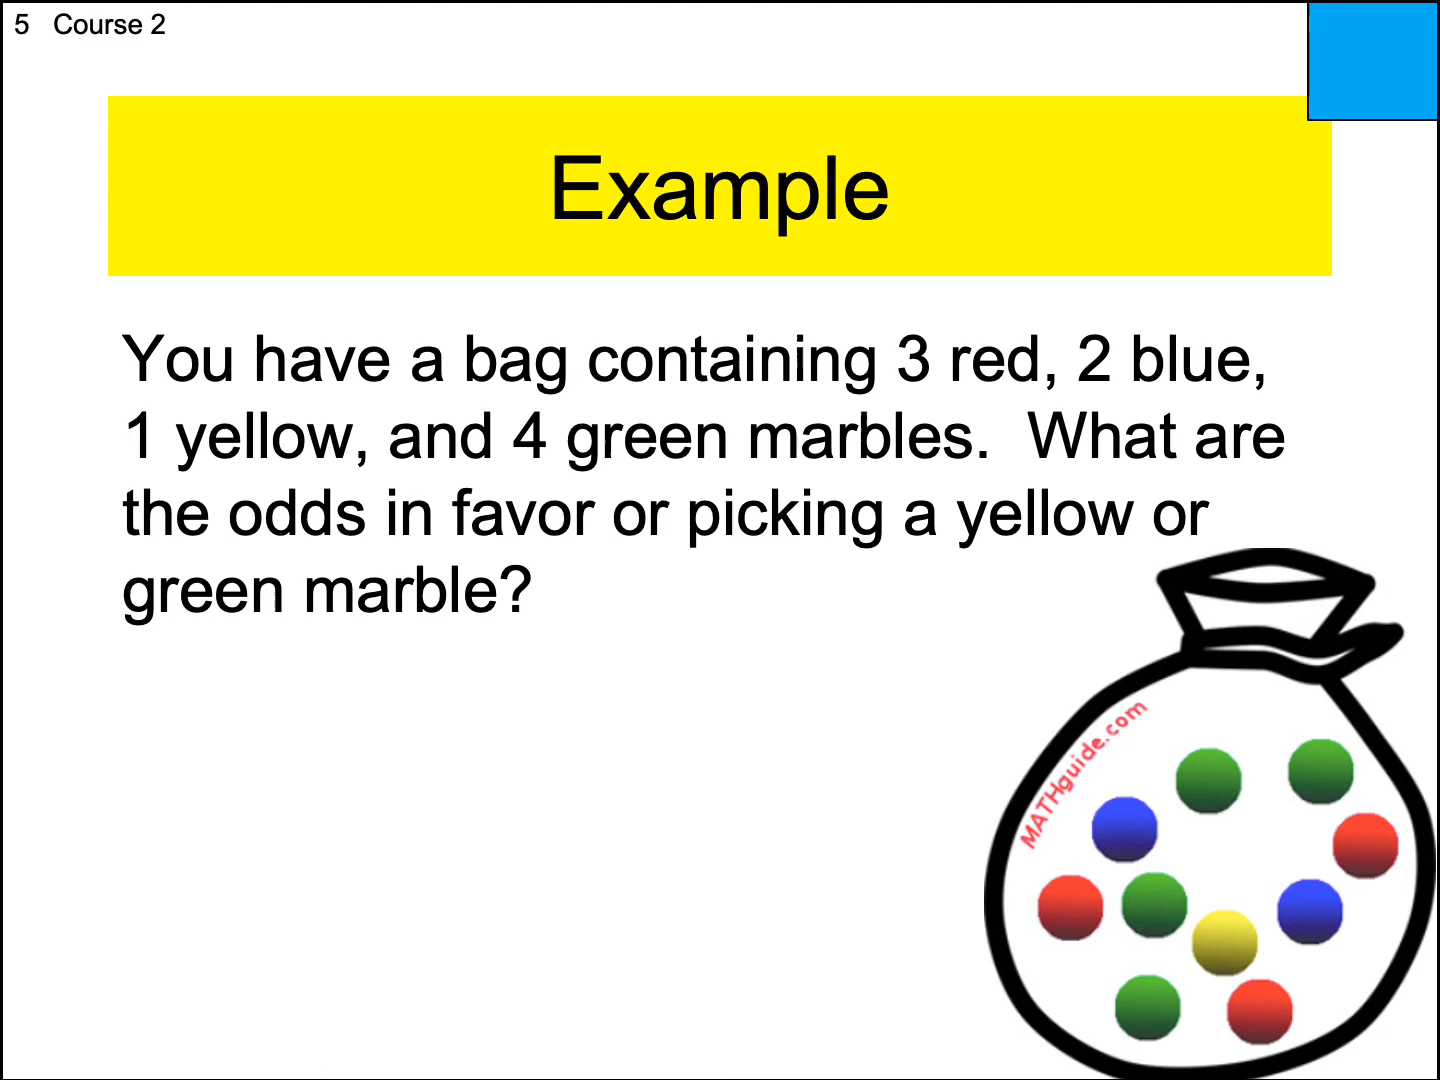 5 Course 2
Example
You have a bag containing 3 red, 2 blue,
1 yellow, and 4 green marbles.  What are
the odds in favor or picking a yellow or
green marble?
MATHguide.com